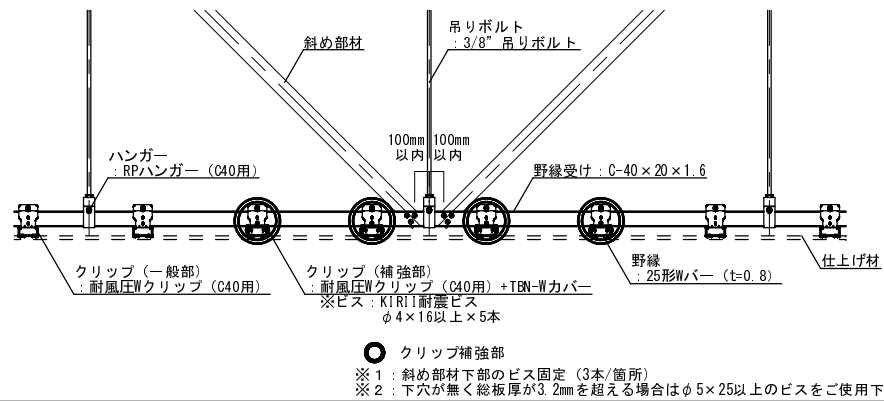 吊りボルト
：3/8”吊りボルト
斜め部材
100mm
以内
100mm
以内
ハンガー
：RPハンガー（C40用）
野縁受け：C-40×20×1.6
クリップ（一般部）
：耐風圧Wクリップ（C40用）
クリップ（補強部）
：耐風圧Wクリップ（C40用）+TBN-Wカバー
※ビス：KIRII耐震ビス
φ4×16以上×5本
野縁
：25形Wバー（t=0.8）
仕上げ材
クリップ補強部
※1：斜め部材下部のビス固定（3本/箇所）
※2：下穴が無く総板厚が3.2mmを超える場合はφ5×25以上のビスをご使用下